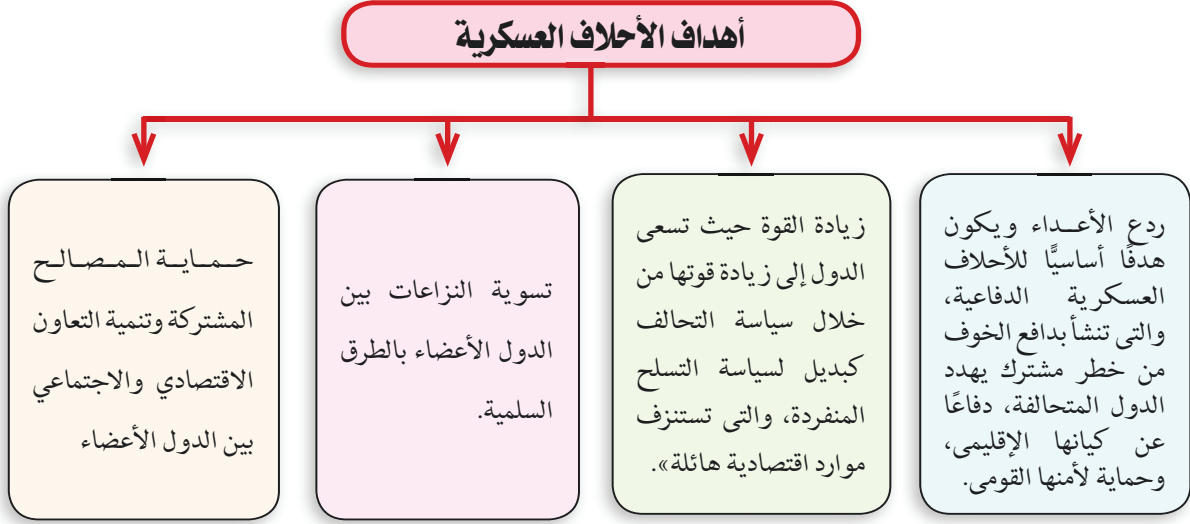 أهداف الأحلاف العسكرية
ردع الأعداء ويكون
هدفًا أساسيًّا للأحلاف
العسكرية الدفاعية،
والتى تنشأ بدافع الخوف
من خطر مشترك يهدد
الدول المتحالفة، دفاعًا
عن كيانها الإقليمى،
وحماية لأمنها القومى.
زيادة القوة حيث تسعى
الدول إلى زيادة قوتها من
خلال سياسة التحالف
كبديل لسياسة التسلح
المنفردة، والتى تستنزف
موارد اقتصادية هائلة».
تسوية النزاعات بين
الدول الأعضاء بالطرق
السلمية.
حماية المصالح
المشتركة وتنمية التعاون
الاقتصادي والاجتماعي
بين الدول الأعضاء